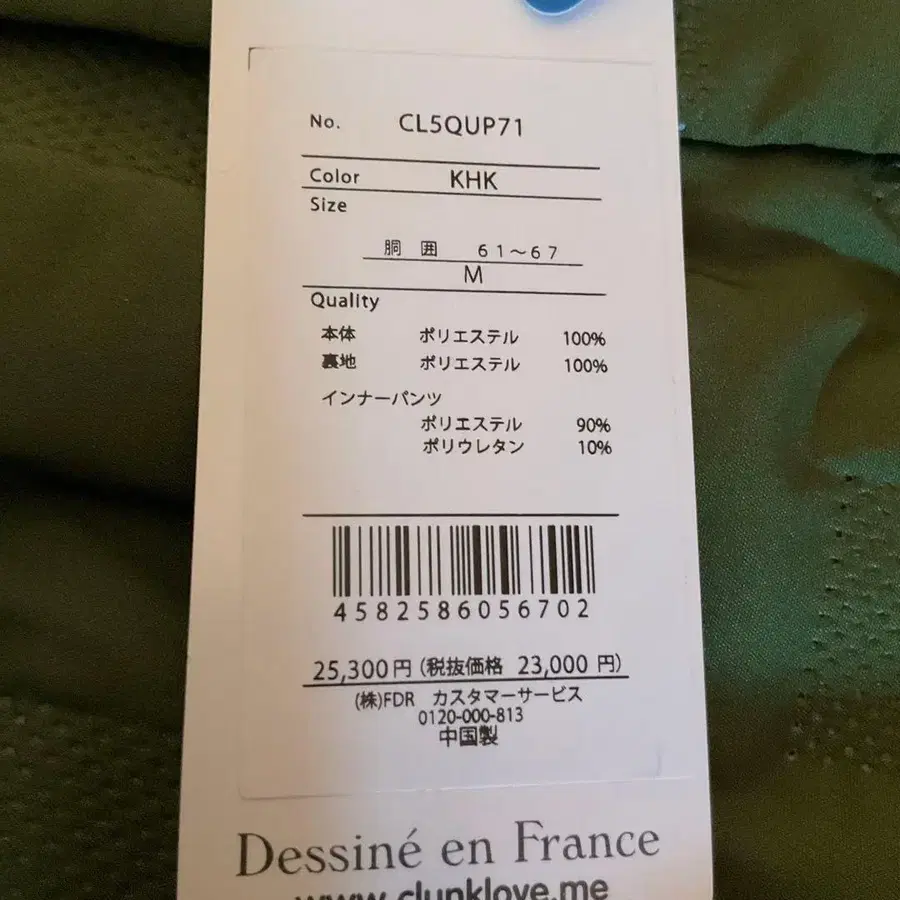 No. CL5QUP71
Color KHK
Size
胴 囲 61～67
M
Quality
本体 ポリエステル 100%
裏地 ポリエステル 100%
インナーパンツ
ポリエステル 90%
ポリウレタン 10%
4582586056702
25,300円 (税抜価格 23,000 円)
(株)FDR カスタマーサービス
0120-000-813
中国製
Dessiné en France
www.clunklove.me